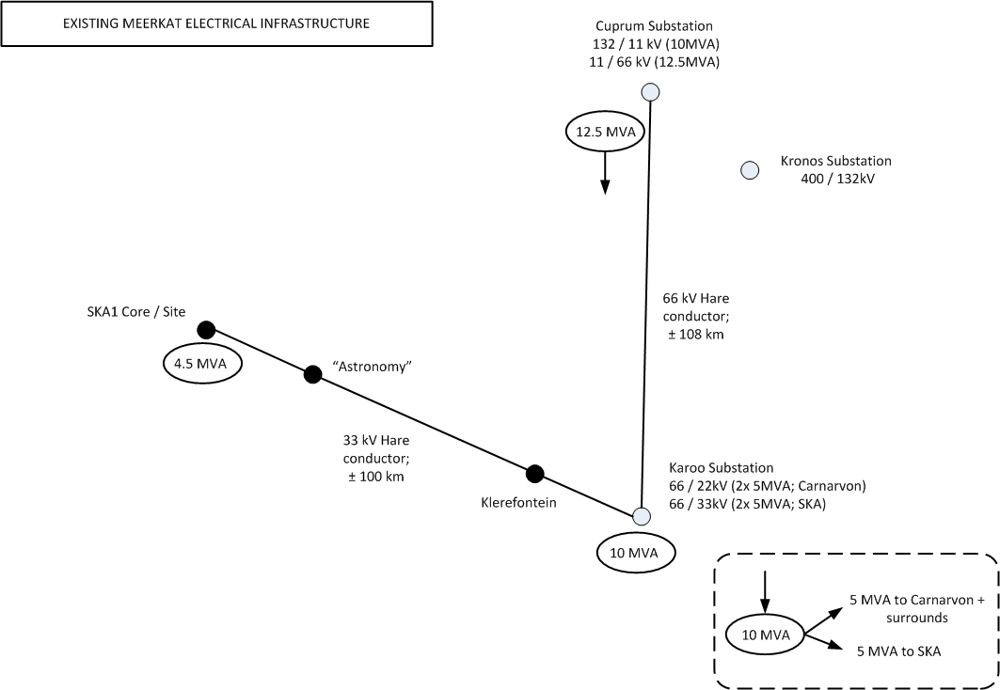 EXISTING MEERKAT ELECTRICAL INFRASTRUCTURE
Cuprum Substation
132 / 11 kV (10MVA)
11 / 66 kV (12.5MVA)
12.5 MVA
Kronos Substation
400 / 132kV
66 kV Hare
conductor;
± 108 km
SKA1 Core / Site
4.5 MVA
“Astronomy”
33 kV Hare
conductor;
± 100 km
Klerefontein
Karoo Substation
66 / 22kV (2x 5MVA; Carnarvon)
66 / 33kV (2x 5MVA; SKA)
10 MVA
10 MVA
5 MVA to Carnarvon +
surrounds
5 MVA to SKA